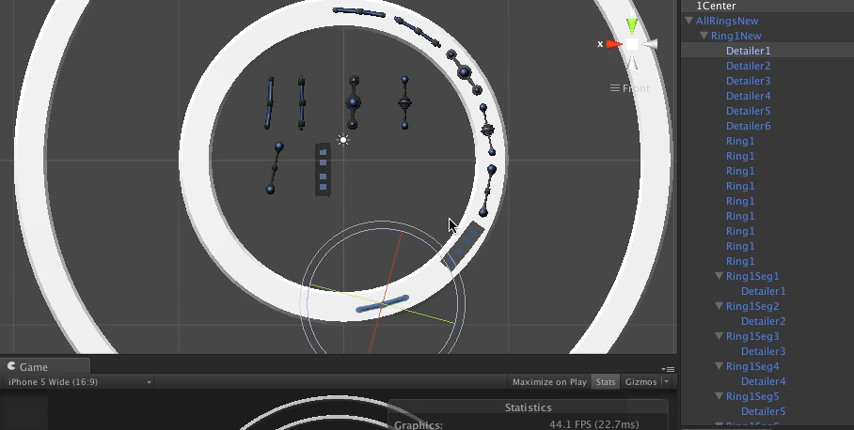 1Center
AllRingsNew
Ring1New
Detailer1
Detailer2
Detailer3
Detailer4
Detailer5
Detailer6
Ring1
Ring1
Ring1
Ring1
Ring1
Ring1
Ring1
Ring1
Ring1
Ring1Seg1
Detailer1
Ring1Seg2
Detailer2
Ring1Seg3
Detailer3
Ring1Seg4
Detailer4
Ring1Seg5
Detailer5
x
Front
Game
iPhone 5 Wide (16:9)
Maximize on Play Stats Gizmos
Statistics
Graphics: 44.1 FPS (22.7ms)